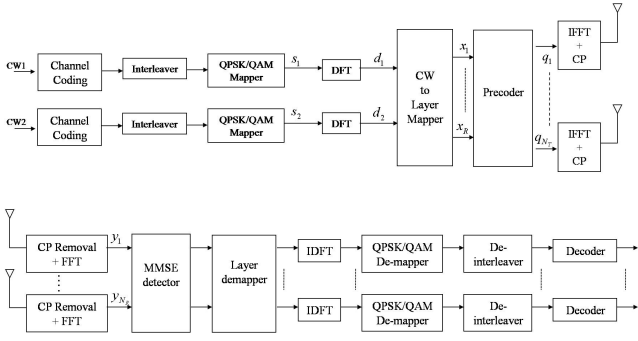 CW1
Channel
Coding
Interleaver
QPSK/QAM
Mapper
s1
DFT
d1
CW
to
Layer
Mapper
x1
xR
Precoder
q1
qNT
IFFT
+
CP
CW2
Channel
Coding
Interleaver
QPSK/QAM
Mapper
s2
DFT
d2
IFFT
+
CP
CP Removal
+ FFT
y1
MMSE
detector
Layer
demapper
IDFT
QPSK/QAM
De-mapper
De-
interleaver
Decoder
CP Removal
+ FFT
yNR
IDFT
QPSK/QAM
De-mapper
De-
interleaver
Decoder